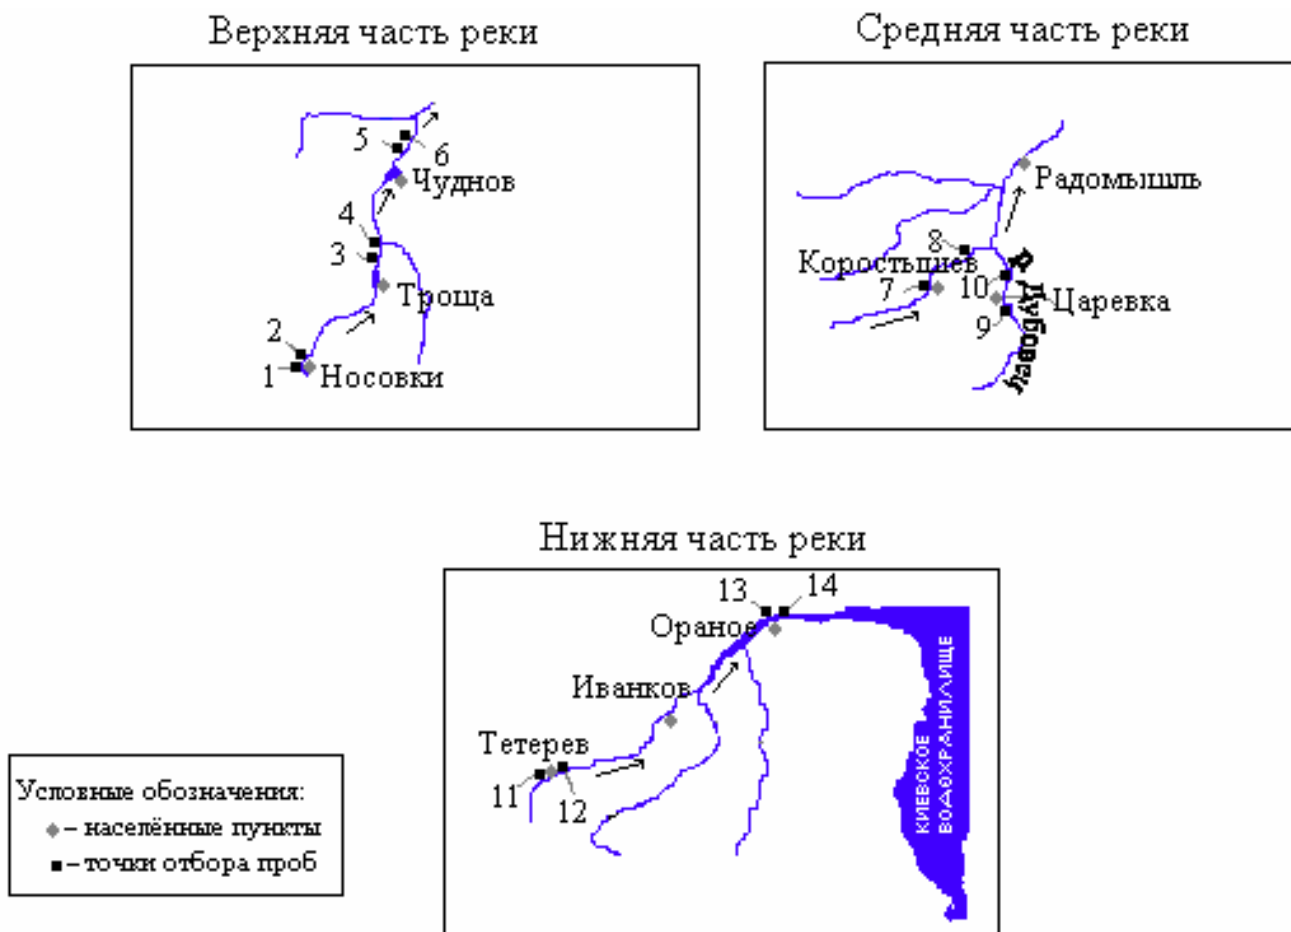 Верхняя часть реки
5
6
Чуднов
4
3
Троща
2
1
Носовки
Средняя часть реки
Радомышль
8
Коростышев
7
10
Царевка
9
р. Дубовец
Нижняя часть реки
13
14
Ораное
Иванков
Тетерев
11
12
КИЕВСКОЕ
ВОДОХРАНИЛИЩЕ
Условные обозначения:
– населённые пункты
– точки отбора проб